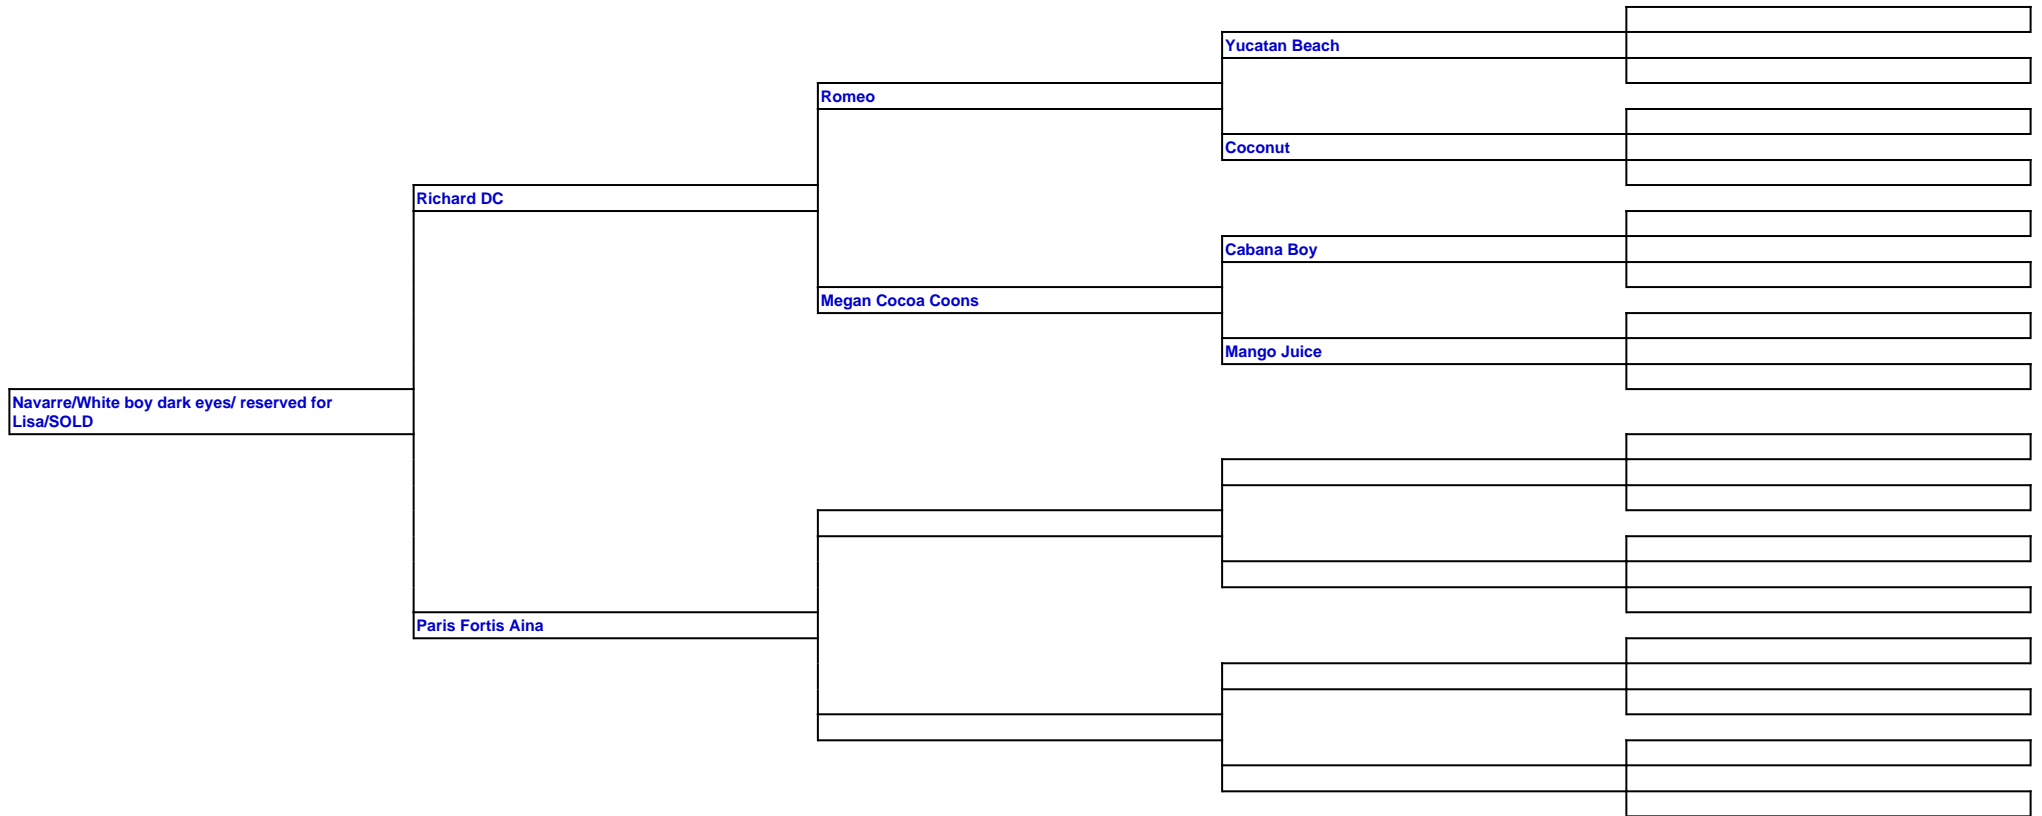 Yucatan Beach
Romeo
Coconut
Richard DC
Cabana Boy
Megan Cocoa Coons
Mango Juice
Navarre/White boy dark eyes/ reserved for
Lisa/SOLD
Paris Fortis Aina